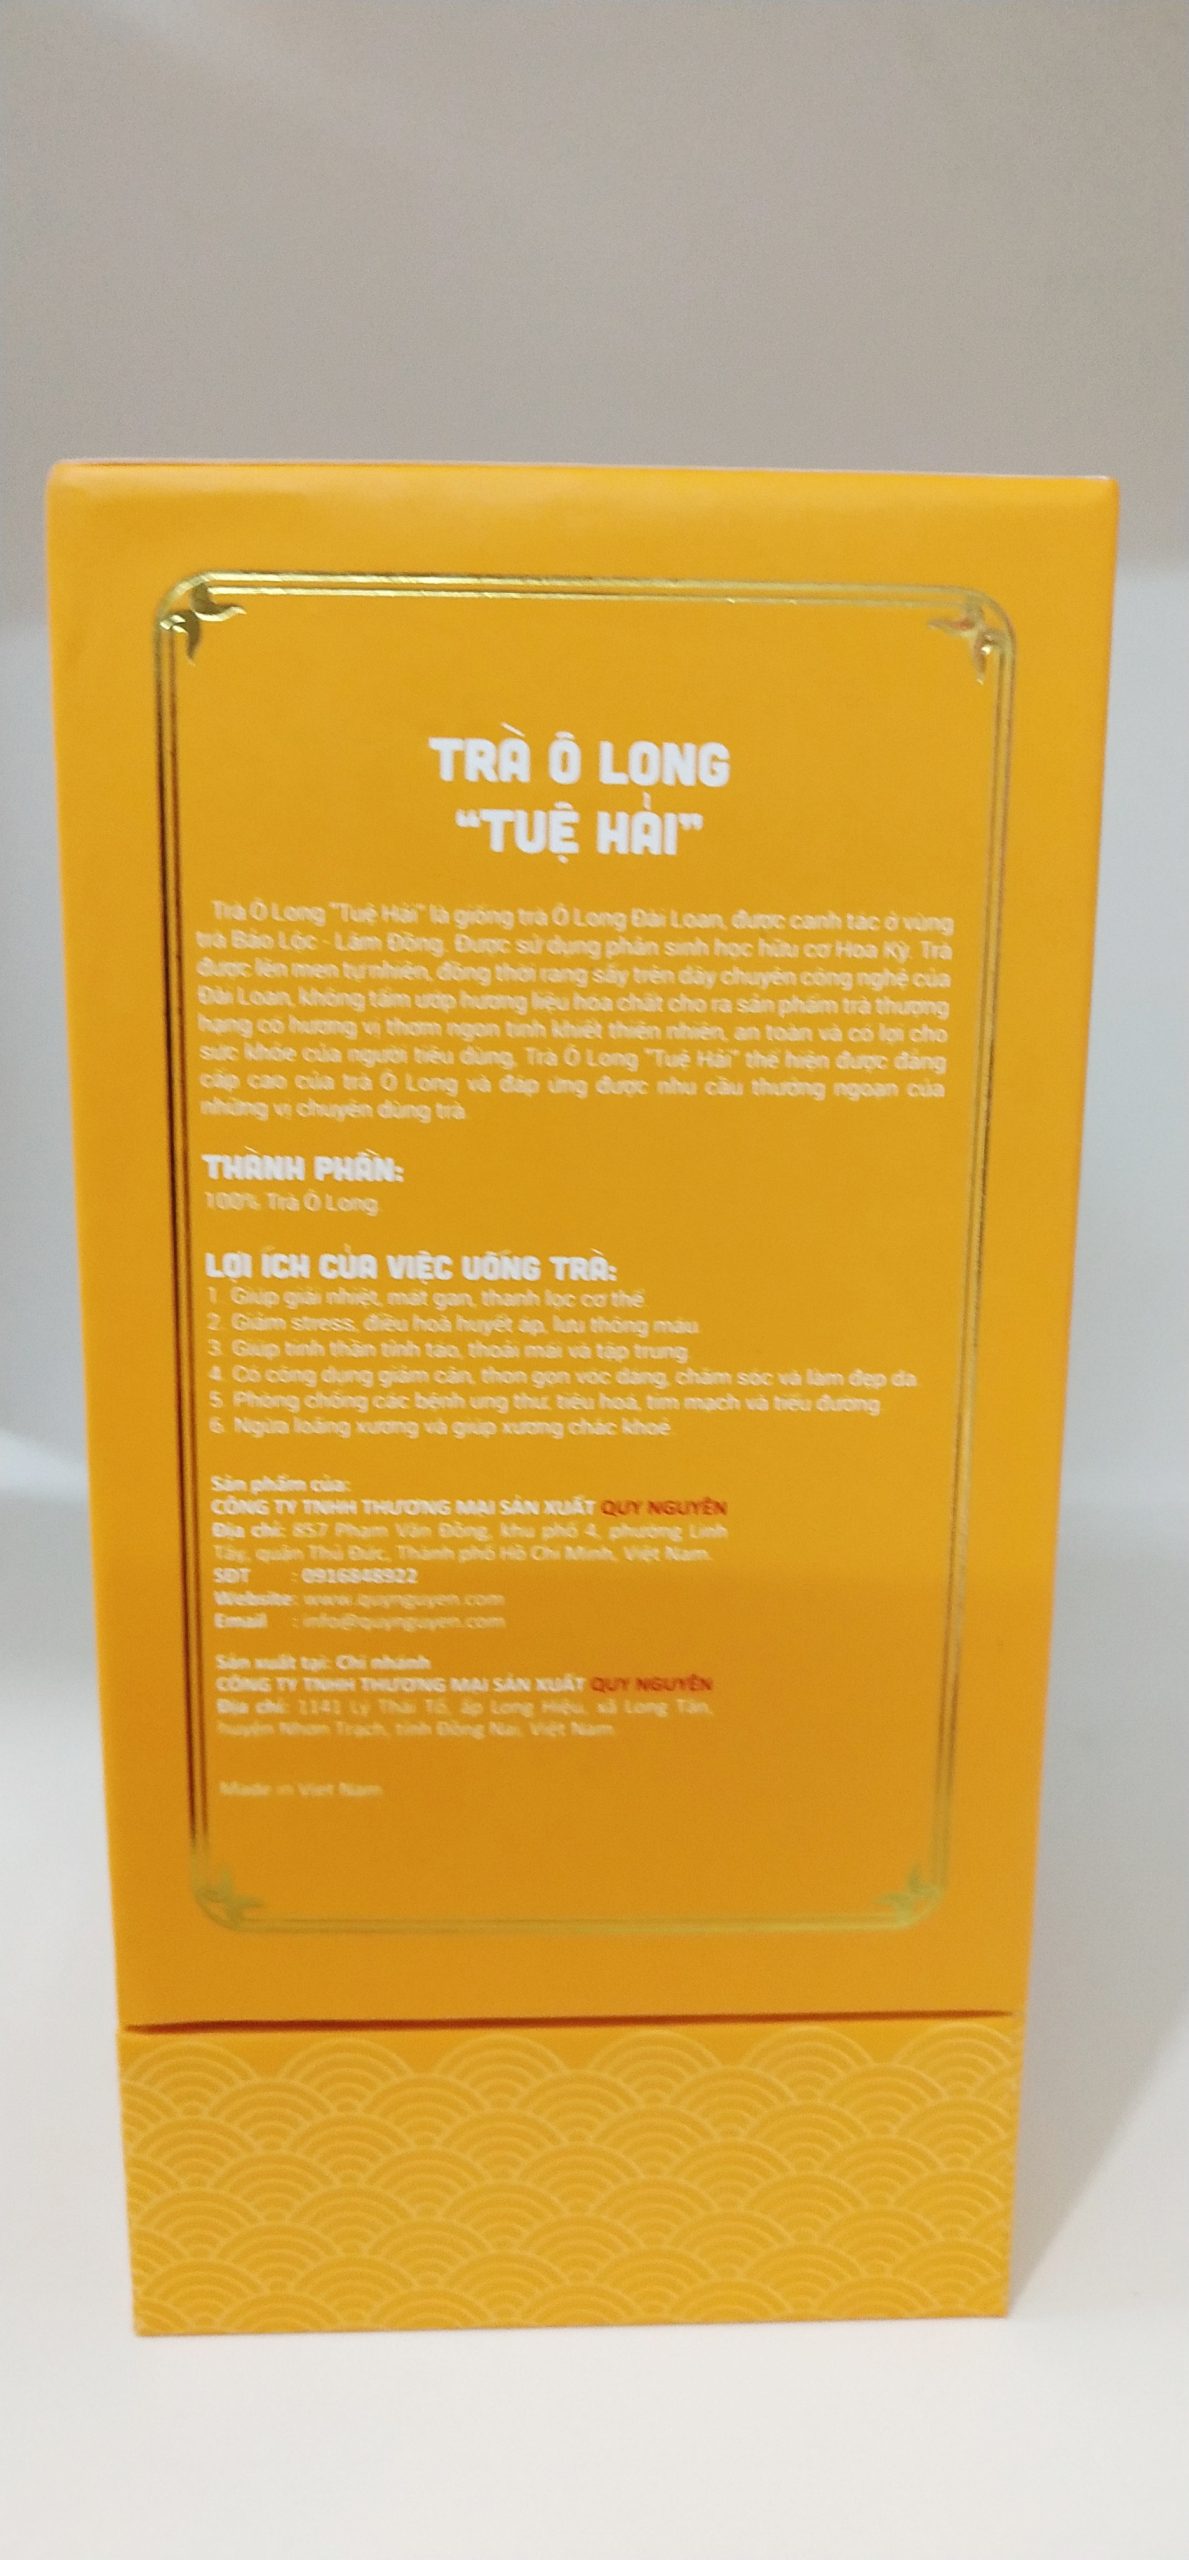 TRÀ Ô LONG
“TUỆ HẢI”
Trà Ô Long "Tuệ Hải" là giống trà Ô Long Đài Loan, được canh tác ở vùng
trà Bảo Lộc - Lâm Đồng. Được sử dụng phân sinh học hữu cơ Hoa Kỳ. Trà
được lên men tự nhiên, đồng thời rang sấy trên dây chuyền công nghệ của
Đài Loan, không tẩm ướp hương liệu hóa chất cho ra sản phẩm trà thượng
hạng có hương vị thơm ngon tinh khiết thiên nhiên, an toàn và có lợi cho
sức khỏe của người tiêu dùng, Trà Ô Long "Tuệ Hải" thể hiện được đẳng
cấp cao của trà Ô Long và đáp ứng được nhu cầu thưởng ngoạn của
những vị chuyên dùng trà.
THÀNH PHẦN:
100% Trà Ô Long
LỢI ÍCH CỦA VIỆC UỐNG TRÀ:
1. Giúp giải nhiệt, mát gan, thanh lọc cơ thể.
2. Giảm stress, điều hoà huyết áp, lưu thông máu.
3. Giúp tinh thần tỉnh táo, thoải mái và tập trung.
4. Có công dụng giảm cân, thon gọn vóc dáng, chăm sóc và làm đẹp da.
5. Phòng chống các bệnh ung thư, tiêu hoá, tim mạch và tiểu đường.
6. Ngừa loãng xương và giúp xương chắc khoẻ.
Sản phẩm của:
CÔNG TY TNHH THƯƠNG MẠI SẢN XUẤT QUY NGUYÊN
Địa chỉ: 857 Phạm Văn Đồng, khu phố 4, phường Linh
Tây, quận Thủ Đức, Thành phố Hồ Chí Minh, Việt Nam.
SĐT : 0916848922
Website: www.quynguyen.com
Email : info@quynguyen.com
Sản xuất tại: Chi nhánh
CÔNG TY TNHH THƯƠNG MẠI SẢN XUẤT QUY NGUYÊN
Địa chỉ: 1141 Lý Thái Tổ, ấp Long Hiệu, xã Long Tân,
huyện Nhơn Trạch, tỉnh Đồng Nai, Việt Nam
Made in Viet Nam